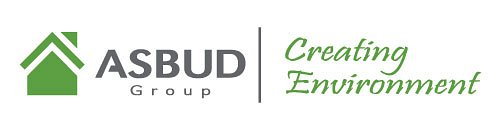 ASBUD
Group
Creating
Environment